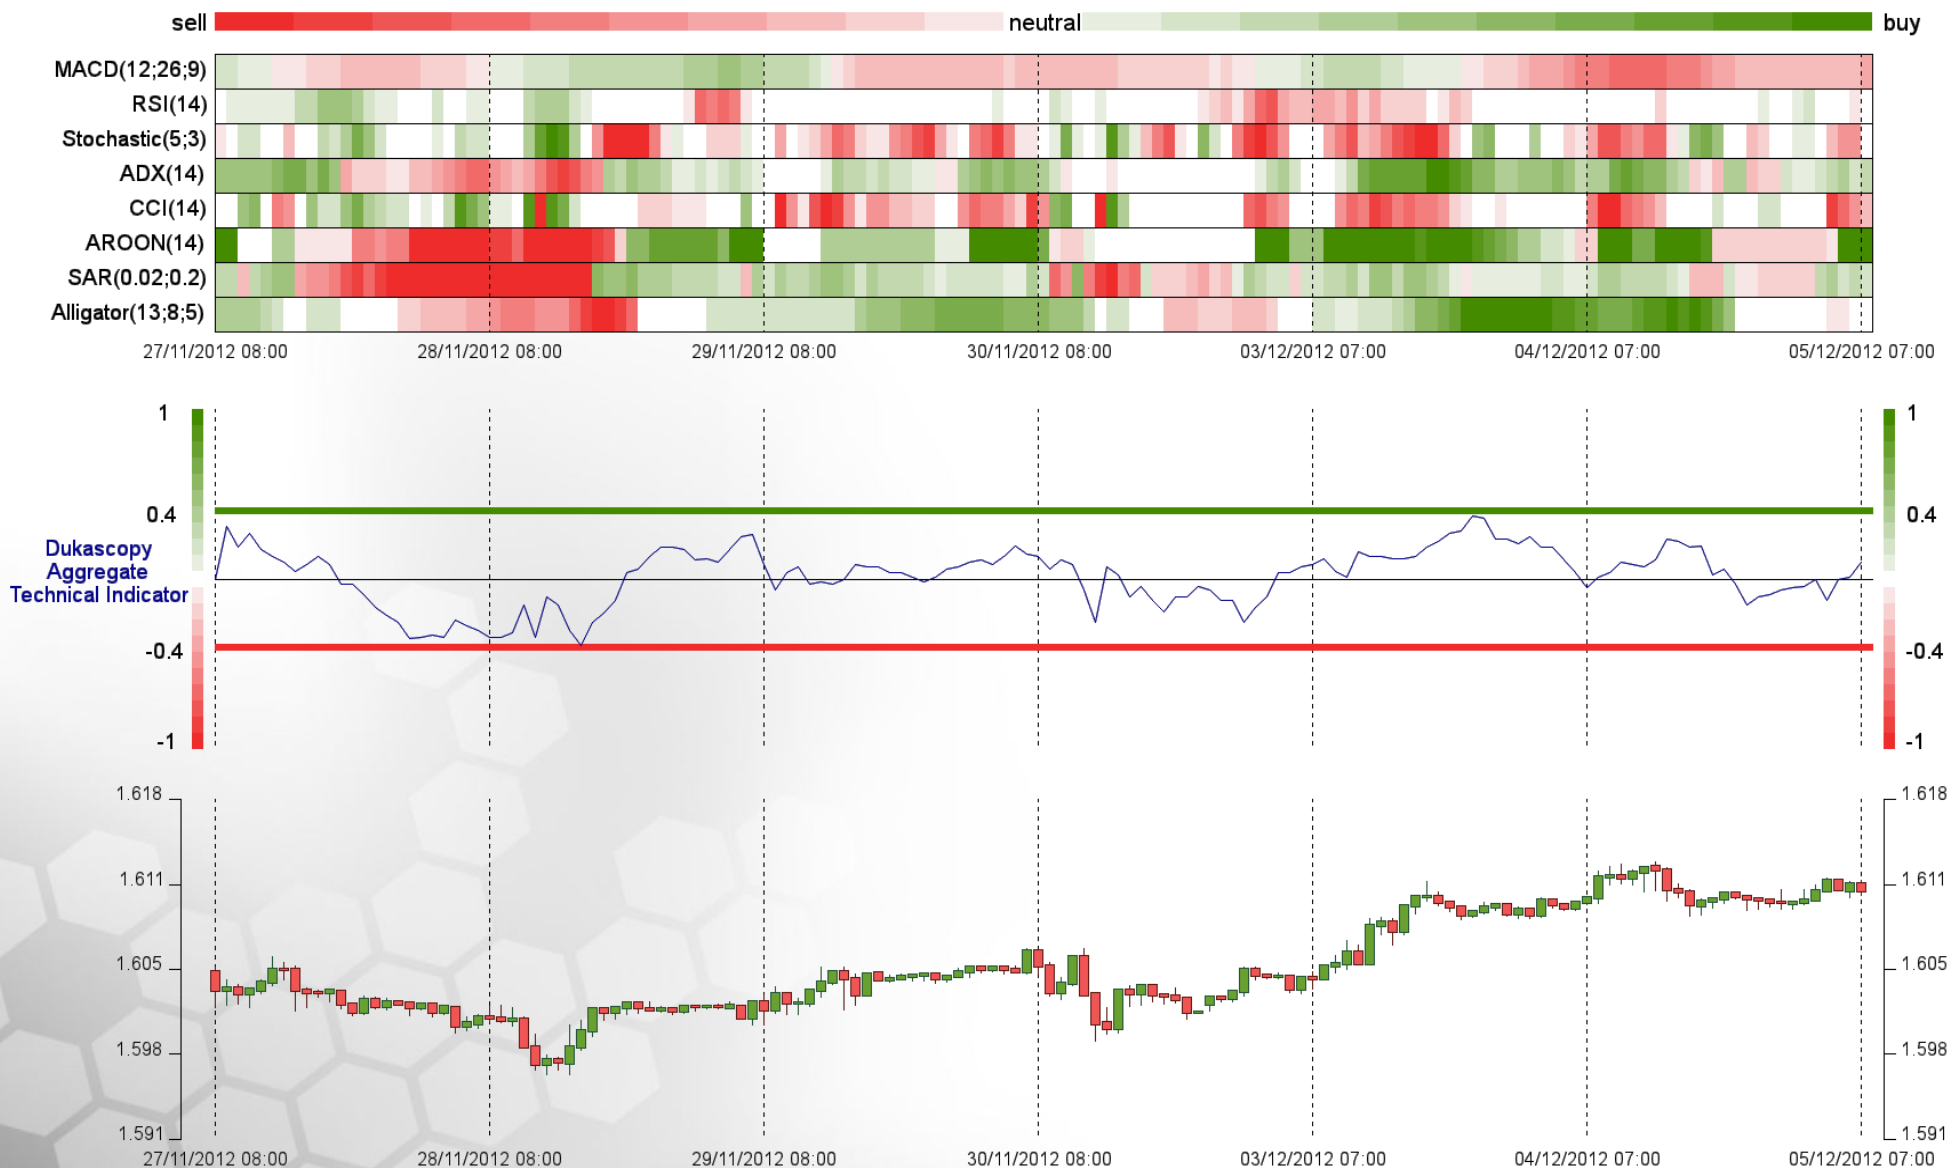 sell neutral buy
MACD(12;26;9)
RSI(14)
Stochastic(5;3)
ADX(14)
CCI(14)
AROON(14)
SAR(0.02;0.2)
Alligator(13;8;5)
27/11/2012 08:00 28/11/2012 08:00 29/11/2012 08:00 30/11/2012 08:00 03/12/2012 07:00 04/12/2012 07:00 05/12/2012 07:00
1 1
0.4 0.4
Dukascopy
Aggregate
Technical Indicator
-0.4 -0.4
-1 -1
1.618 1.618
1.611 1.611
1.605 1.605
1.598 1.598
1.591 1.591
27/11/2012 08:00 28/11/2012 08:00 29/11/2012 08:00 30/11/2012 08:00 03/12/2012 07:00 04/12/2012 07:00 05/12/2012 07:00